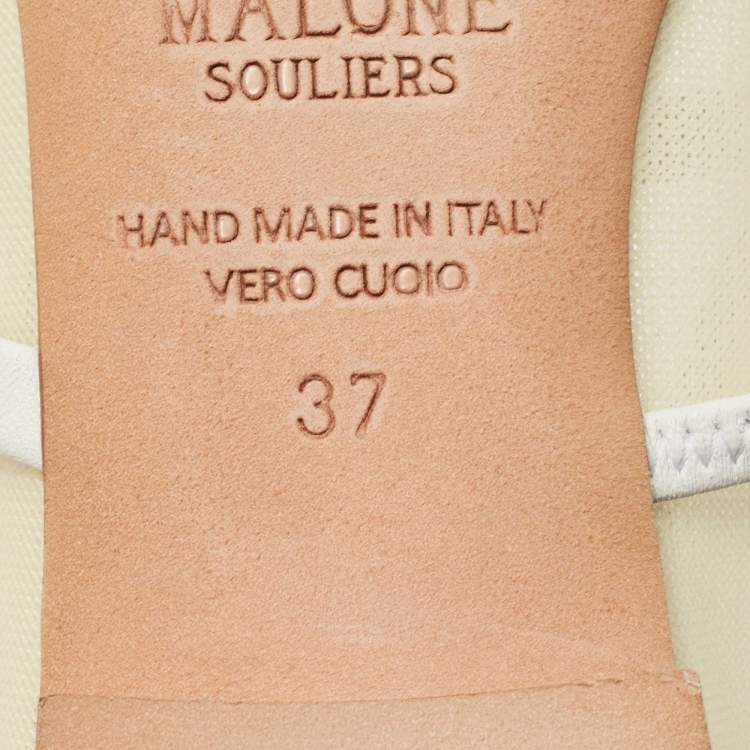 MALONE
SOULIERS
HAND MADE IN ITALY
VERO CUOIO
37